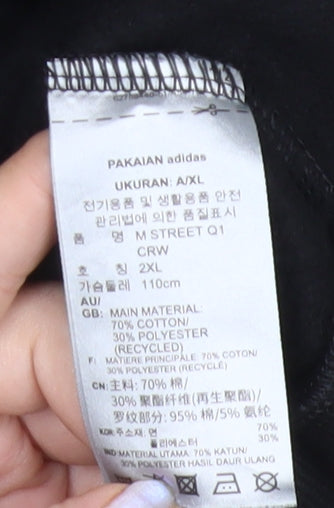 PAKAIAN adidas
UKURAN: A/XL
전기용품 및 생활용품 안전
관리법에 의한 품질표시
품 명 M STREET Q1
CRW
호 칭 2XL
가슴둘레 110cm
AU/
GB: MAIN MATERIAL:
70% COTTON/
30% POLYESTER
(RECYCLED)
F: MATIERE PRINCIPALE: 70% COTON/
30% POLYESTER (RECYCLÉ)
CN: 主料: 70% 棉/
30% 聚酯纤维(再生聚酯)/
罗纹部分: 95% 棉/5% 氨纶
KOR: 주소재: 면 70%
폴리에스터 30%
IND: MATERIAL UTAMA: 70% KATUN/
30% POLYESTER HASIL DAUR ULANG